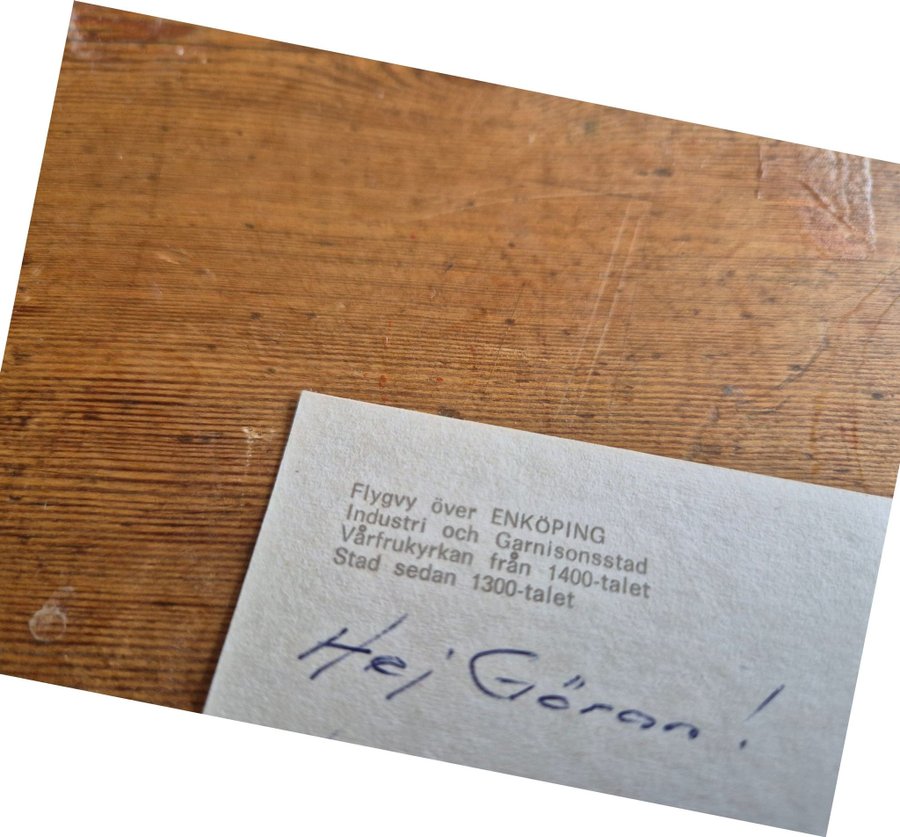 Flygvy över ENKÖPING
Industri och Garnisonsstad
Vårfrukyrkan från 1400-talet
Stad sedan 1300-talet
Hej Göran!